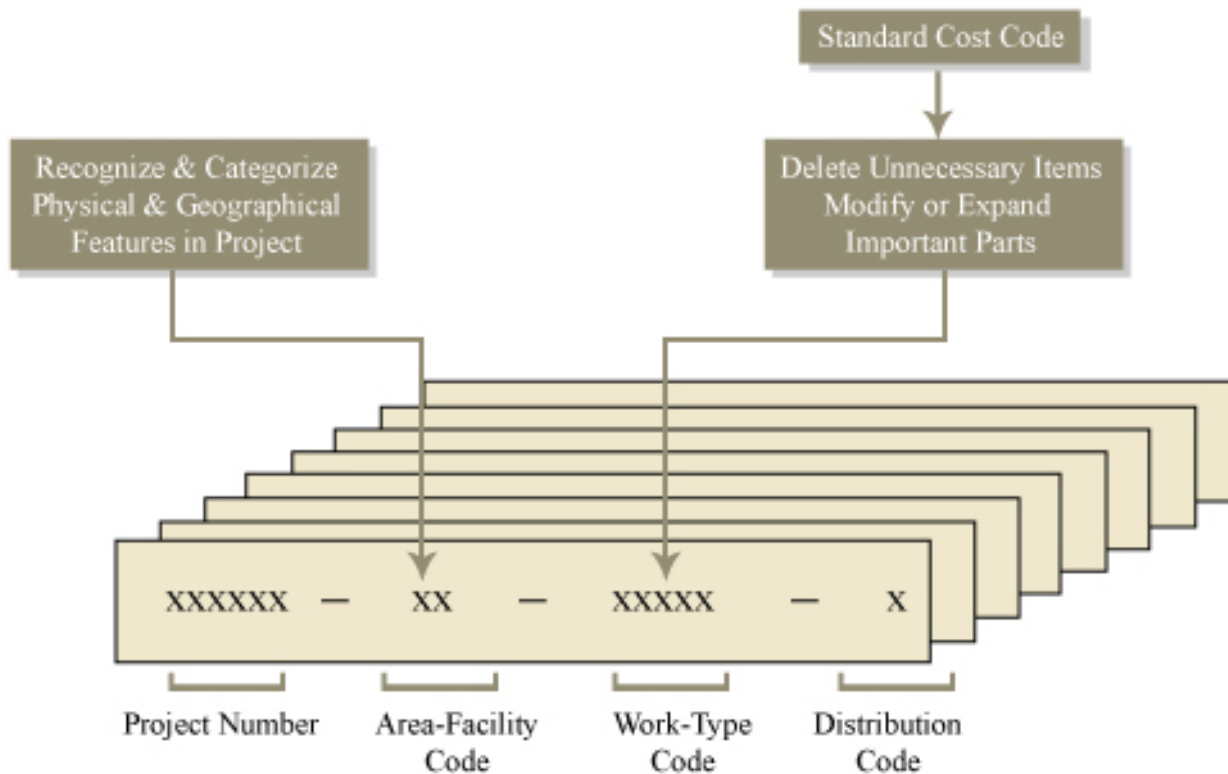 Standard Cost Code
Recognize & Categorize
Physical & Geographical
Features in Project
Delete Unnecessary Items
Modify or Expand
Important Parts
xxxxxx — xx — xxxxx — x
Project Number
Area-Facility
Code
Work-Type
Code
Distribution
Code